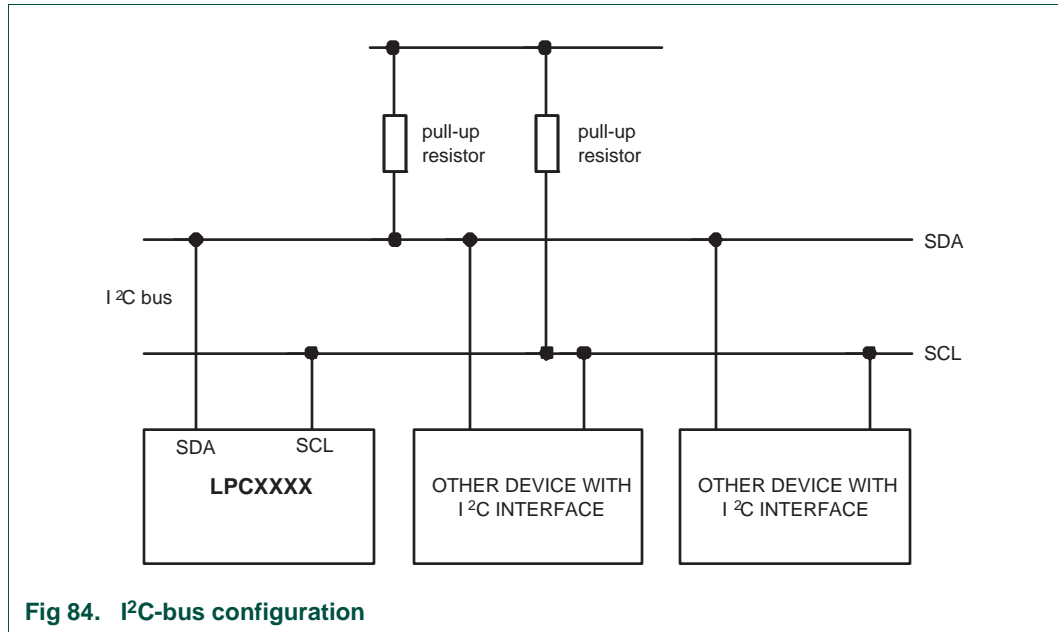 pull-up
resistor
pull-up
resistor
SDA
I ²C bus
SCL
SDA
SCL
LPCXXXX
OTHER DEVICE WITH
I ²C INTERFACE
OTHER DEVICE WITH
I ²C INTERFACE
Fig 84. I²C-bus configuration